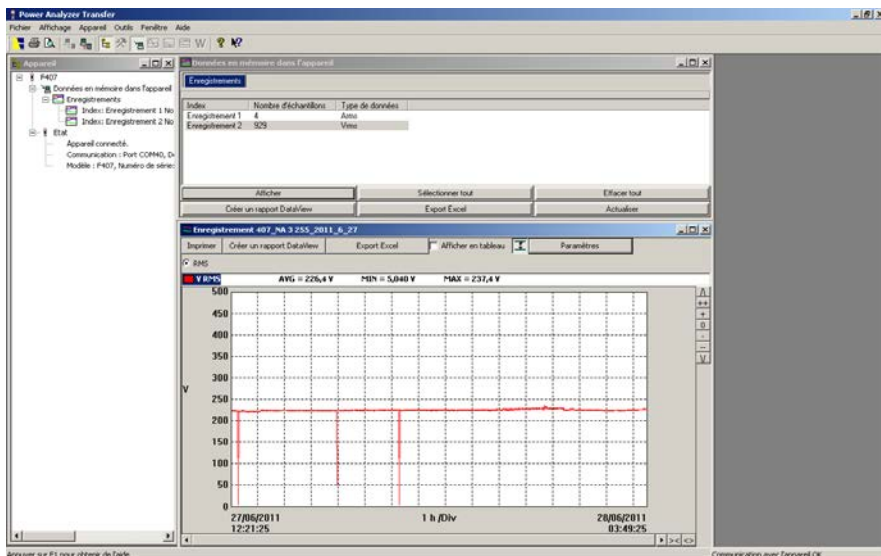 Power Analyzer Transfer
Fichier Affichage Appareil Outils Fenêtre Aide
W
Appareil
F407
Données en mémoire dans l'appareil
Enregistrements
Index: Enregistrement 1 No
Index: Enregistrement 2 No
Etat
Appareil connecté.
Communication : Port COM40, D
Modèle : F407, Numéro de série:
Données en mémoire dans l'appareil
Enregistrements
Index Nombre d'échantillons Type de données
Enregistrement 1 4 Arms
Enregistrement 2 929 Vrms
Afficher Sélectionner tout Effacer tout
Créer un rapport DataView Export Excel Actualiser
Enregistrement 407_NA 3 255_2011_6_27
Imprimer Créer un rapport DataView Export Excel Afficher en tableau Paramètres
RMS
V RMS AVG = 226,4 V MIN = 5,040 V MAX = 237,4 V
500
450
400
350
300
V
250
200
150
100
50
0
++
+
0
-
--
27/06/2011 1 h /Div 28/06/2011
12:21:25 03:49:25
Appuyer sur F1 pour obtenir de l'aide. Communication avec l'appareil OK